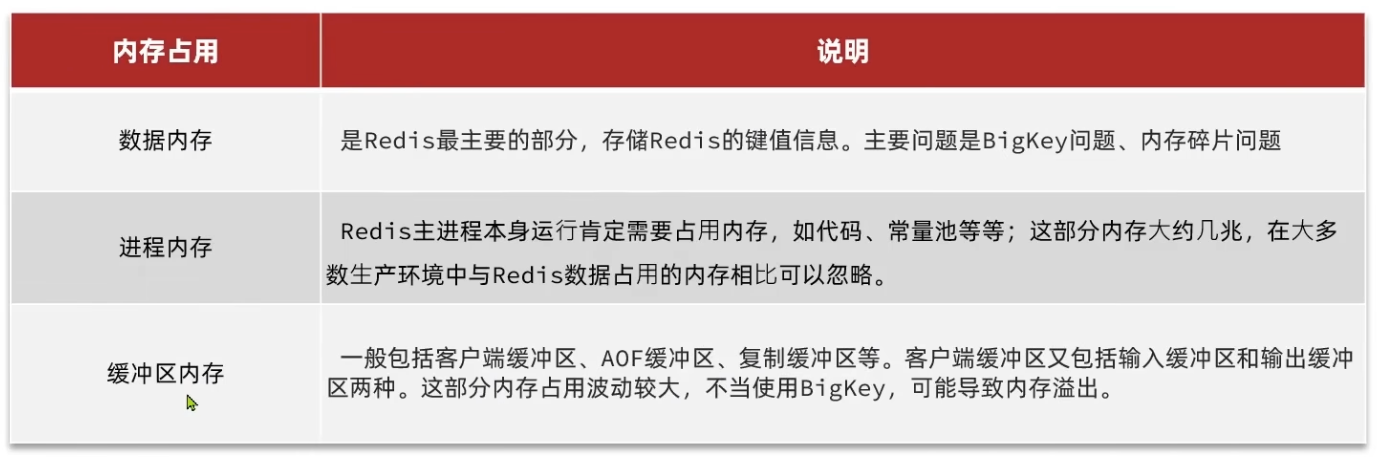 内存占用 说明
数据内存 是Redis最主要的部分，存储Redis的键值信息。主要问题是BigKey问题、内存碎片问题
进程内存
Redis主进程本身运行肯定需要占用内存，如代码、常量池等等；这部分内存大约几兆，在大多
数生产环境中与Redis数据占用的内存相比可以忽略。
缓冲区内存
一般包括客户端缓冲区、AOF缓冲区、复制缓冲区等。客户端缓冲区又包括输入缓冲区和输出缓冲
区两种。这部分内存占用波动较大，不当使用BigKey，可能导致内存溢出。